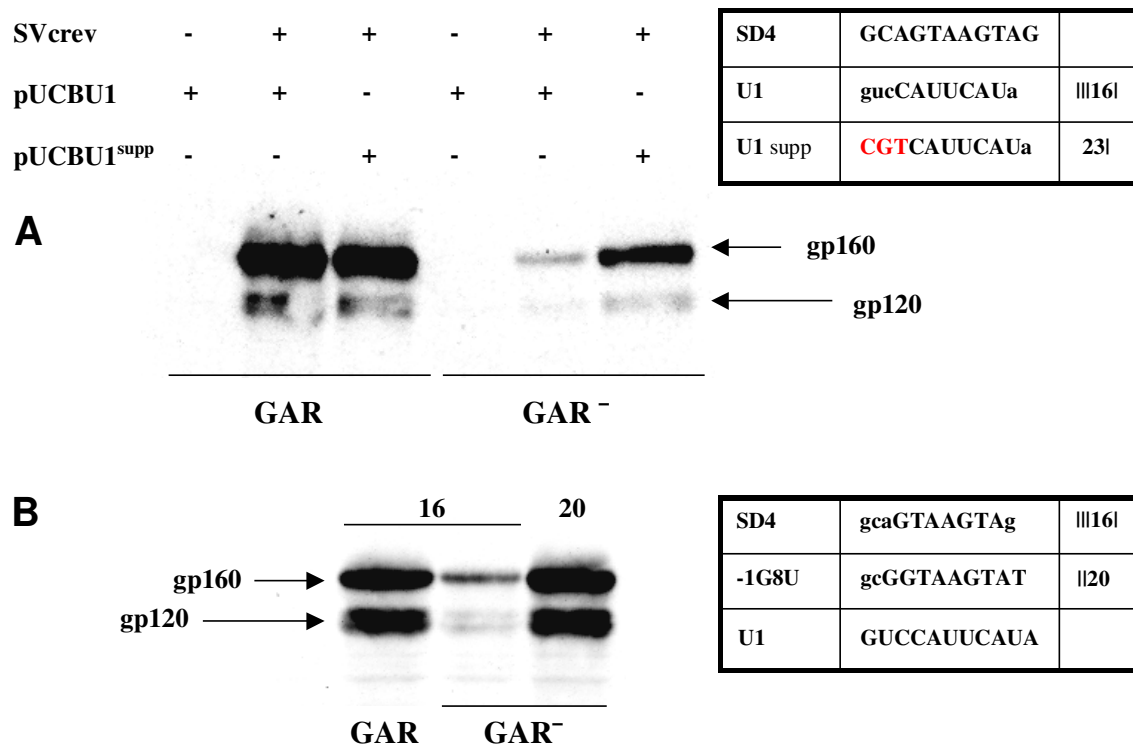 SVcrev - + + - + +
pUCBU1 + + - + + -
pUCBU1supp - - + - - +
SD4 GCAGTAAGTAG
U1 gucCAUUCAUa |||16|
U1 supp CGTCAUUCAUa 23|
A
gp160
gp120
GAR GAR⁻
B
16 20
gp160
gp120
GAR GAR⁻
SD4 gcaGTAAGTAg |||16|
-1G8U gcGGTAAGTAT ||20
U1 GUCCAUUCAUA